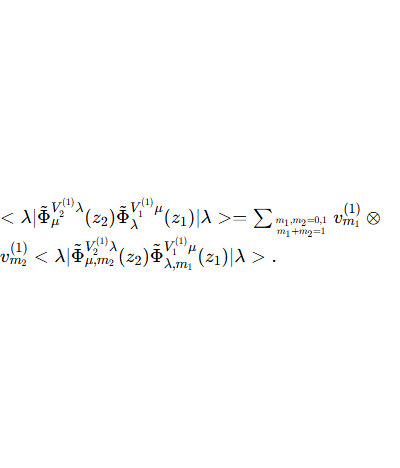 $< \lambda | \tilde{\Phi}_{\mu}^{V_2^{(1)} \lambda} (z_2) \tilde{\Phi}_{\lambda}^{V_1^{(1)} \mu} (z_1) | \lambda > = \sum_{\substack{m_1, m_2 = 0, 1 \\ m_1 + m_2 = 1}} v_{m_1}^{(1)} \otimes$
$v_{m_2}^{(1)} < \lambda | \tilde{\Phi}_{\mu, m_2}^{V_2^{(1)} \lambda} (z_2) \tilde{\Phi}_{\lambda, m_1}^{V_1^{(1)} \mu} (z_1) | \lambda > .$